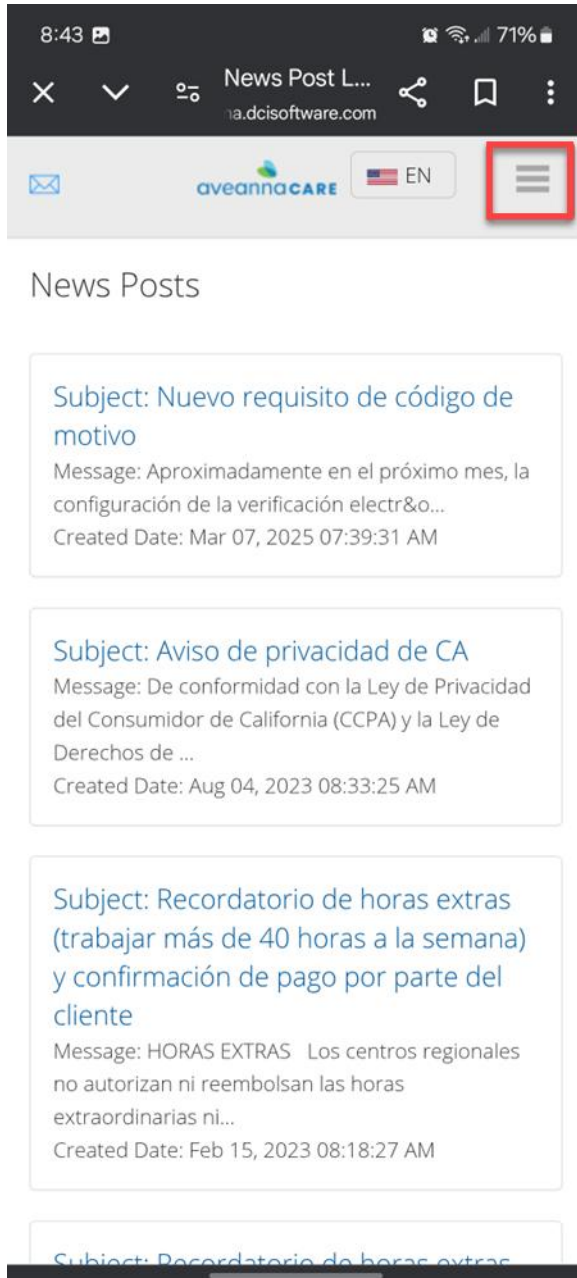 8:43 71%
News Post L...
na.dcisoftware.com
aveannaCARE EN
News Posts
Subject: Nuevo requisito de código de
motivo
Message: Aproximadamente en el próximo mes, la
configuración de la verificación electr&o...
Created Date: Mar 07, 2025 07:39:31 AM
Subject: Aviso de privacidad de CA
Message: De conformidad con la Ley de Privacidad
del Consumidor de California (CCPA) y la Ley de
Derechos de ...
Created Date: Aug 04, 2023 08:33:25 AM
Subject: Recordatorio de horas extras
(trabajar más de 40 horas a la semana)
y confirmación de pago por parte del
cliente
Message: HORAS EXTRAS Los centros regionales
no autorizan ni reembolsan las horas
extraordinarias ni...
Created Date: Feb 15, 2023 08:18:27 AM
Subject: Recordatorio de horas extras